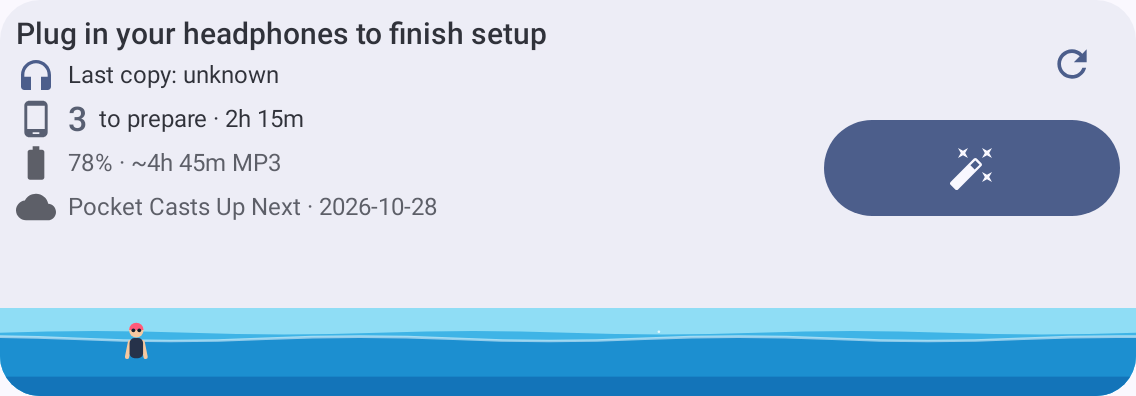 Plug in your headphones to finish setup
Last copy: unknown
3 to prepare · 2h 15m
78% · ~4h 45m MP3
Pocket Casts Up Next · 2026-10-28